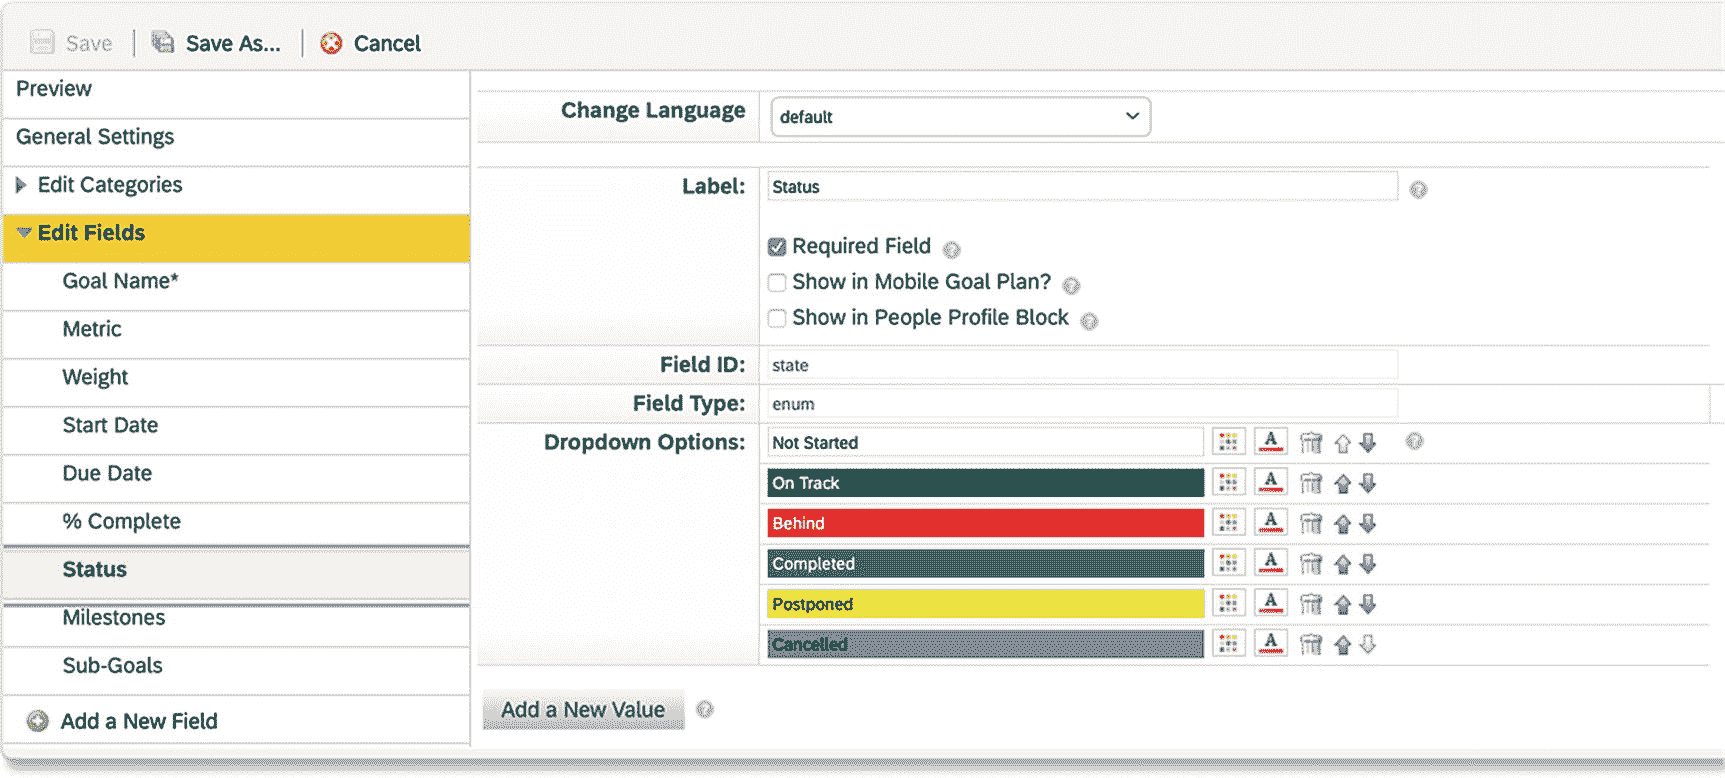 Save
Save As...
Cancel
Preview
General Settings
Edit Categories
Edit Fields
Goal Name*
Metric
Weight
Start Date
Due Date
% Complete
Status
Milestones
Sub-Goals
Add a New Field
Change Language
default
Label:
Status
Required Field
Show in Mobile Goal Plan?
Show in People Profile Block
Field ID:
state
Field Type:
enum
Dropdown Options:
Not Started
On Track
Behind
Completed
Postponed
Cancelled
Add a New Value